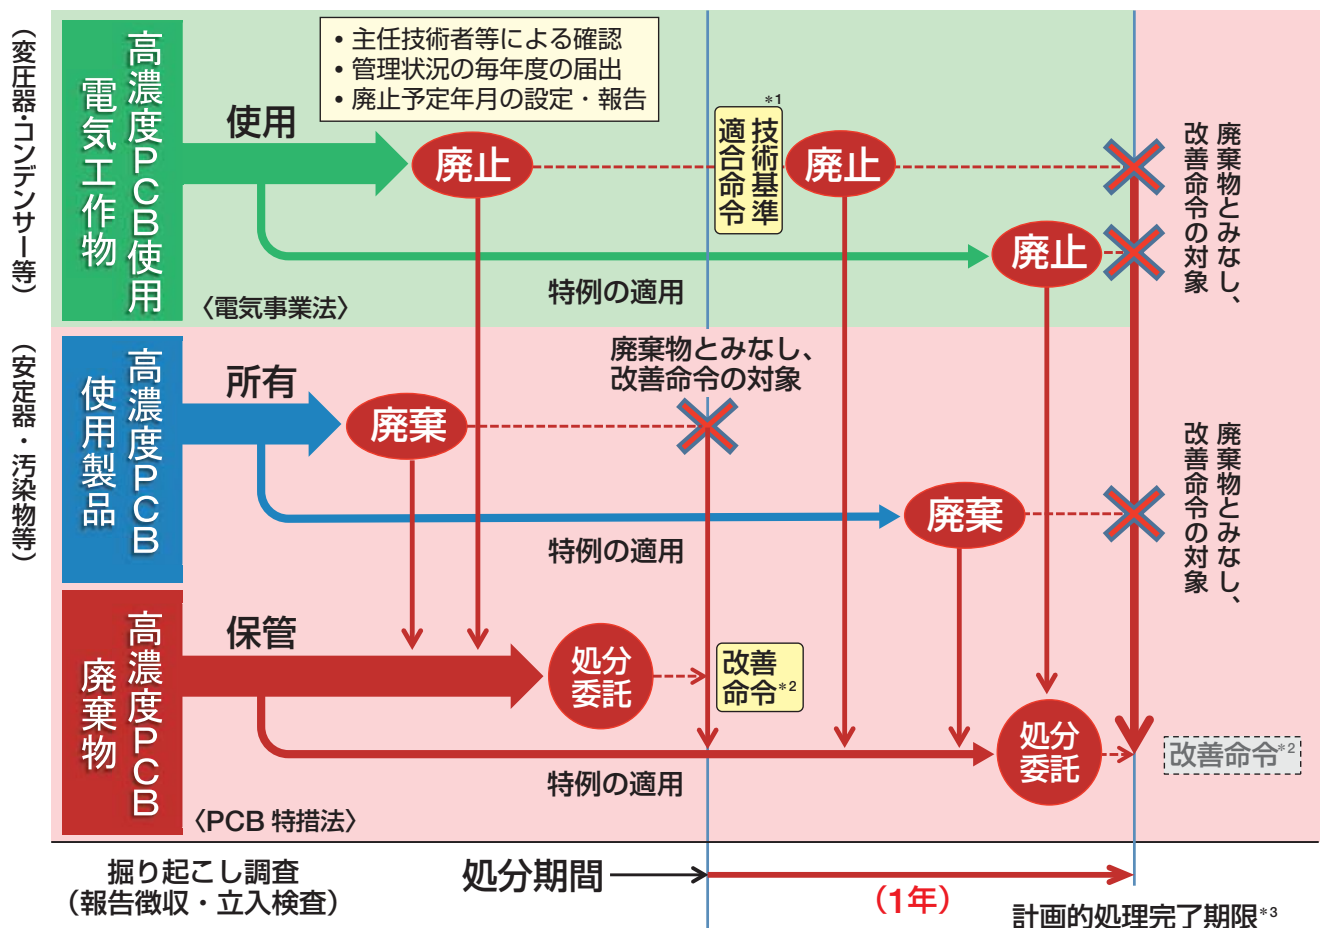 （変圧器・コンデンサー等）
高濃度PCB使用
電気工作物
• 主任技術者等による確認
• 管理状況の毎年度の届出
• 廃止予定年月の設定・報告
使用
廃止
*1
技術基準
適合命令
廃止
廃止
特例の適用
〈電気事業法〉
廃棄物とみなし、
改善命令の対象
（安定器・汚染物等）
高濃度PCB
使用製品
所有
廃棄
廃棄物とみなし、
改善命令の対象
廃棄
特例の適用
廃棄物とみなし、
改善命令の対象
高濃度PCB
廃棄物
保管
処分
委託
改善
命令*2
処分
委託
改善命令*2
特例の適用
〈PCB 特措法〉
掘り起こし調査
（報告徴収・立入検査）
処分期間
（1年）
計画的処理完了期限*3